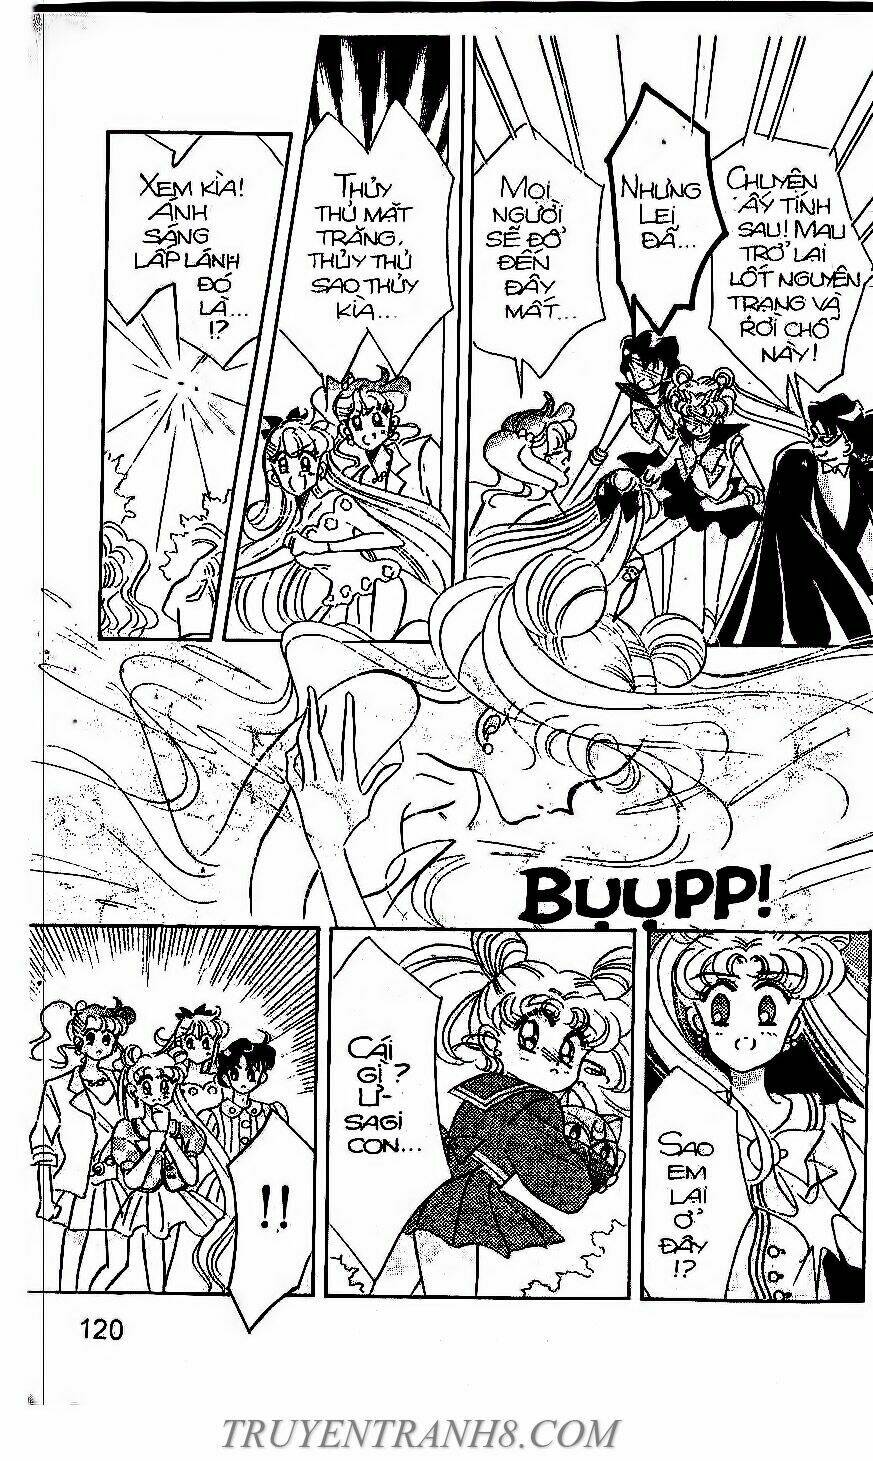 CHUYỆN
ẤY TÍNH
SAU! MAU
TRỞ LẠI
LỐT NGUYÊN
TRẠNG VÀ
RỜI CHỖ
NÀY!
NHƯNG
LEI
ĐÃ...
MỌI
NGƯỜI
SẼ ĐỔ
ĐẾN
ĐÂY
MẤT...
THỦY
THỦ MẶT
TRĂNG,
THỦY THỦ
SAO THỦY
KÌA...
XEM KÌA!
ÁNH
SÁNG
LẤP LÁNH
ĐÓ
LÀ...
!?
BỤỤPP!
SAO
EM
LẠI
Ở
ĐÂY
!?
CÁI
GÌ?
U-
SAGI
CON...
!!
120
TRUYENTRANH8.COM